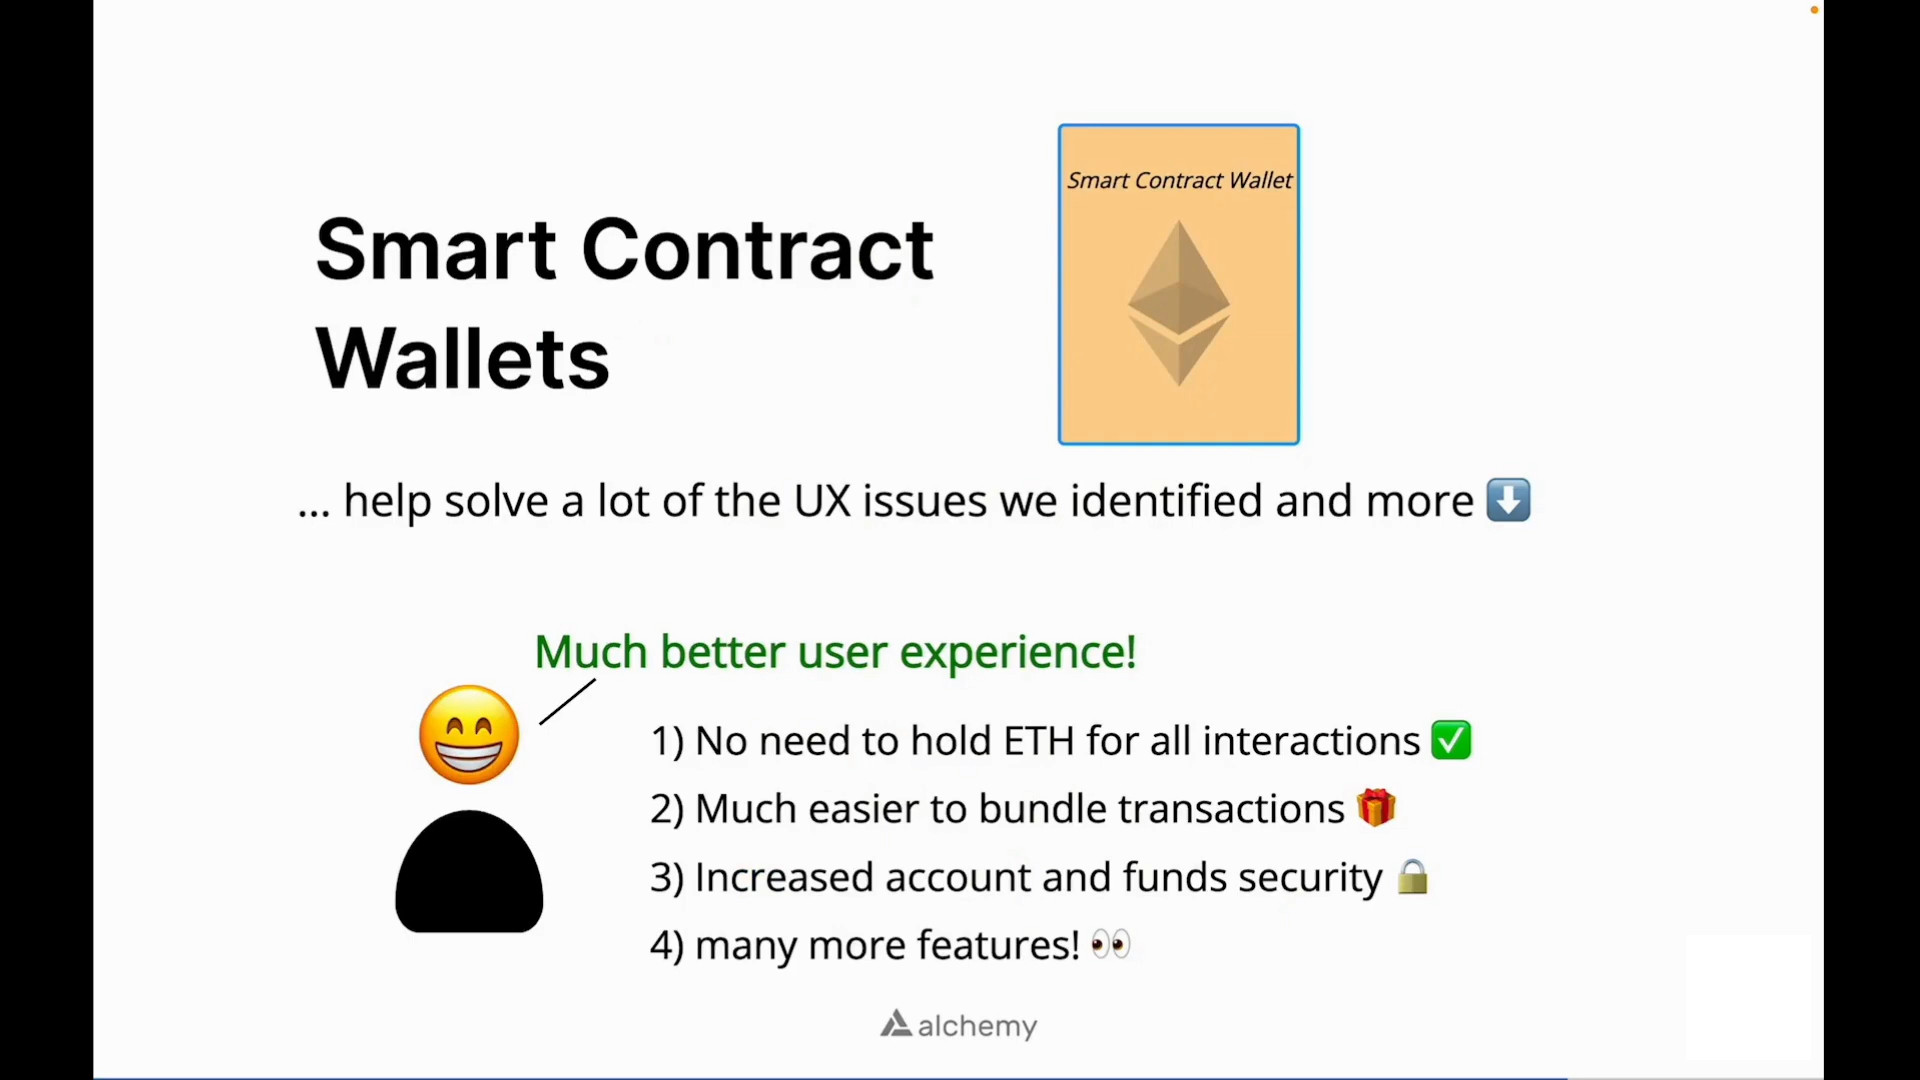 Smart Contract Wallet
Smart Contract
Wallets
... help solve a lot of the UX issues we identified and more ⬇️
Much better user experience!
1) No need to hold ETH for all interactions ✅
2) Much easier to bundle transactions 🎁
3) Increased account and funds security 🔒
4) many more features! 👀
alchemy